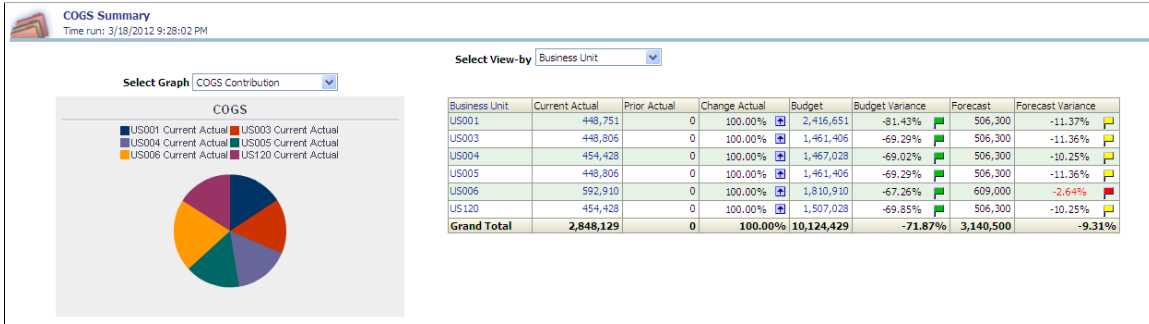 COGS Summary
Time run: 3/18/2012 9:28:02 PM
Select View-by Business Unit
Select Graph COGS Contribution
COGS
US001 Current Actual US003 Current Actual
US004 Current Actual US005 Current Actual
US006 Current Actual US120 Current Actual
Business Unit Current Actual Prior Actual Change Actual Budget Budget Variance Forecast Forecast Variance
US001 448,751 0 100.00% 2,416,651 -81.43% 506,300 -11.37%
US003 448,806 0 100.00% 1,461,406 -69.29% 506,300 -11.36%
US004 454,428 0 100.00% 1,467,028 -69.02% 506,300 -10.25%
US005 448,806 0 100.00% 1,461,406 -69.29% 506,300 -11.36%
US006 592,910 0 100.00% 1,810,910 -67.26% 609,000 -2.64%
US120 454,428 0 100.00% 1,507,028 -69.85% 506,300 -10.25%
Grand Total 2,848,129 0 100.00% 10,124,429 -71.87% 3,140,500 -9.31%